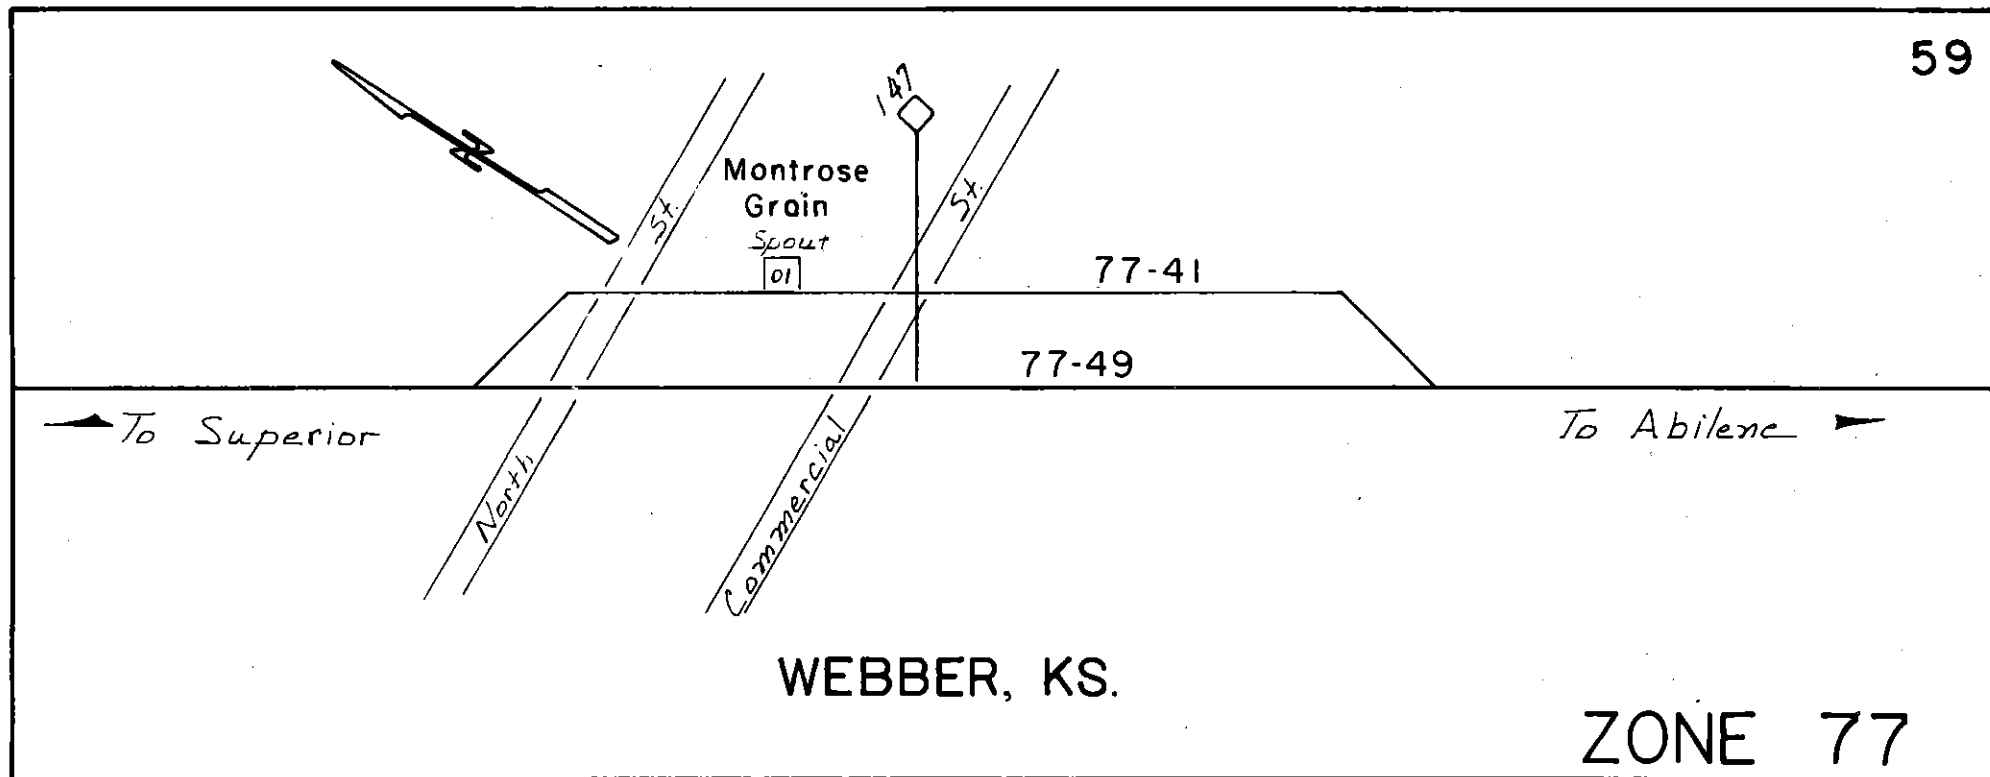 59
N
147
Montrose
Grain
Spout
01
St.
St.
77-41
77-49
To Superior
To Abilene
North
Commercial
WEBBER, KS.
ZONE 77